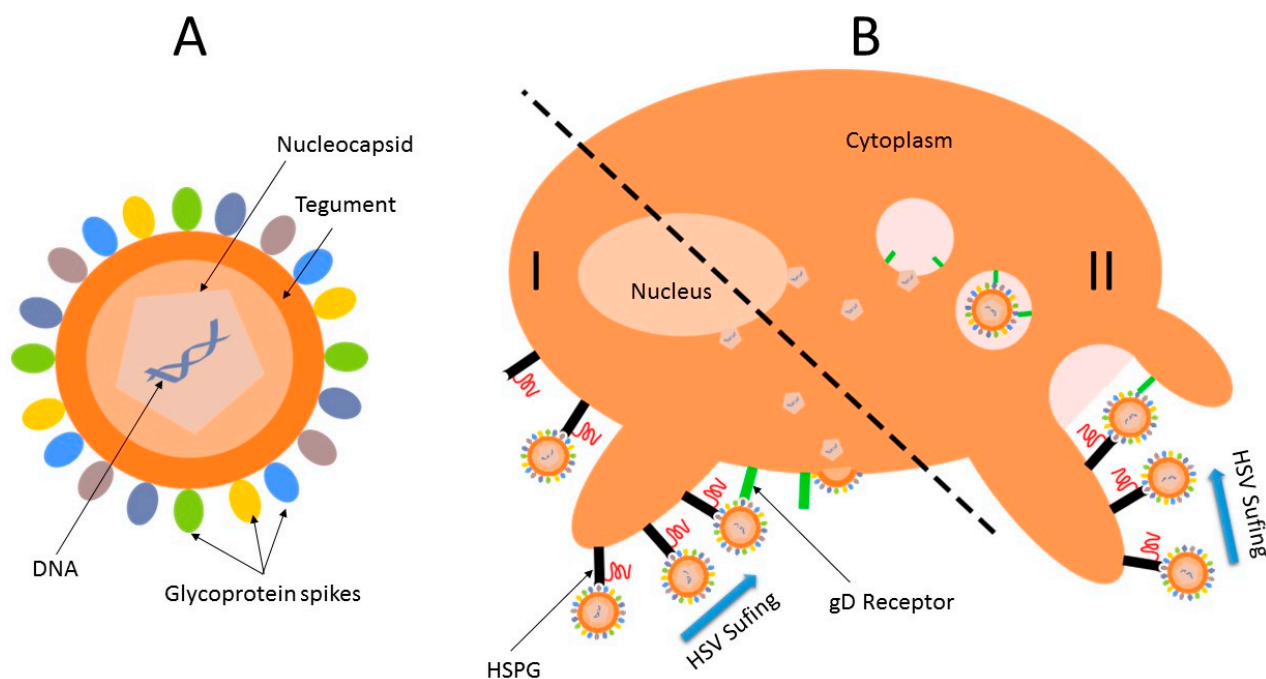 A
B
Nucleocapsid
Tegument
DNA
Glycoprotein spikes
Cytoplasm
I
II
Nucleus
HSV Sufing
HSV Sufing
gD Receptor
HSPG